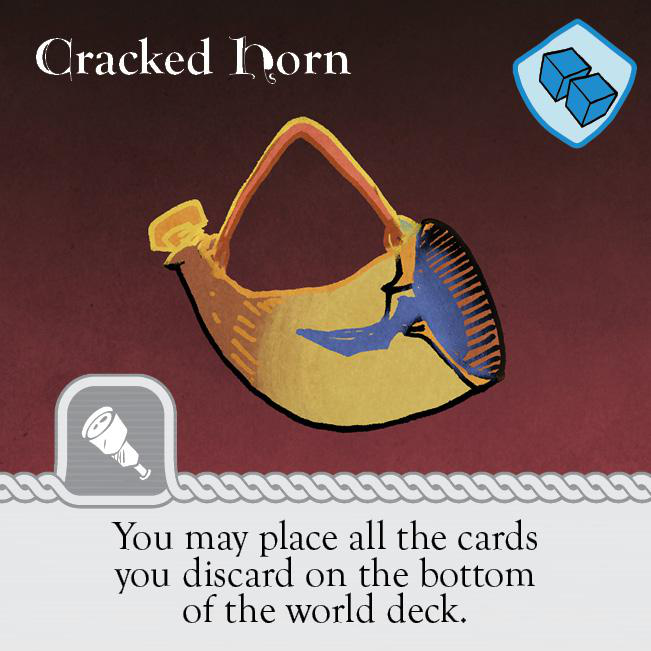 Cracked Horn
You may place all the cards
you discard on the bottom
of the world deck.